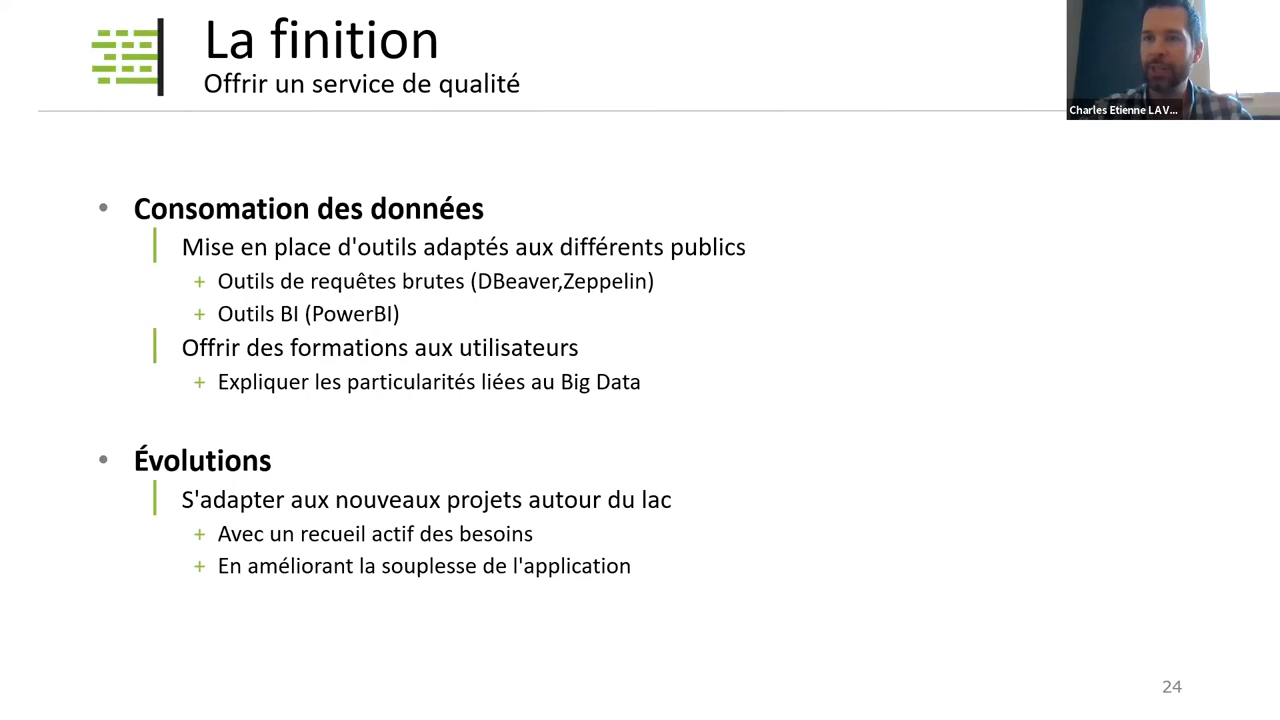 La finition
Offrir un service de qualité
Charles Etienne LAV...
• Consomation des données
Mise en place d'outils adaptés aux différents publics
+ Outils de requêtes brutes (DBeaver,Zeppelin)
+ Outils BI (PowerBI)
Offrir des formations aux utilisateurs
+ Expliquer les particularités liées au Big Data
• Évolutions
S'adapter aux nouveaux projets autour du lac
+ Avec un recueil actif des besoins
+ En améliorant la souplesse de l'application
24